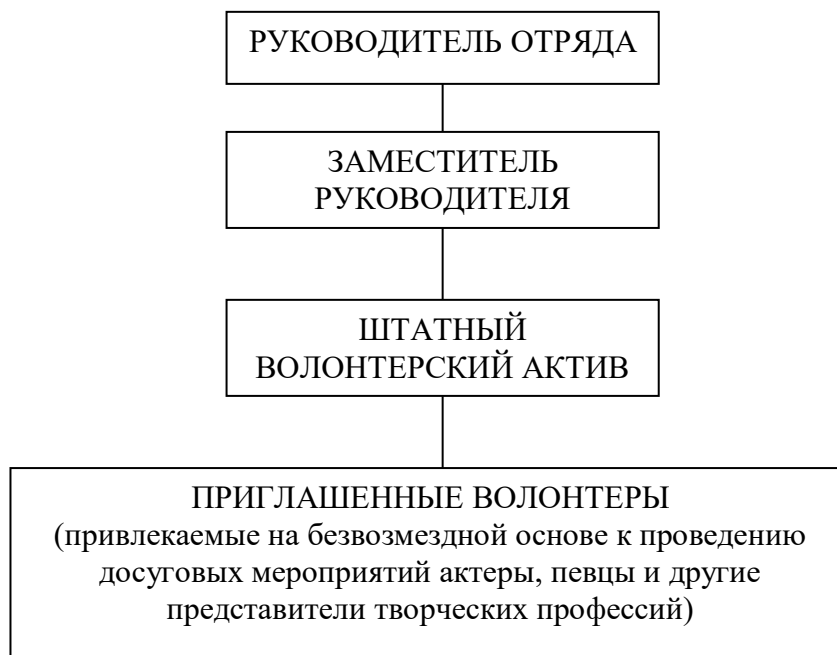 РУКОВОДИТЕЛЬ ОТРЯДА
ЗАМЕСТИТЕЛЬ
РУКОВОДИТЕЛЯ
ШТАТНЫЙ
ВОЛОНТЕРСКИЙ АКТИВ
ПРИГЛАШЕННЫЕ ВОЛОНТЕРЫ
(привлекаемые на безвозмездной основе к проведению
досуговых мероприятий актеры, певцы и другие
представители творческих профессий)